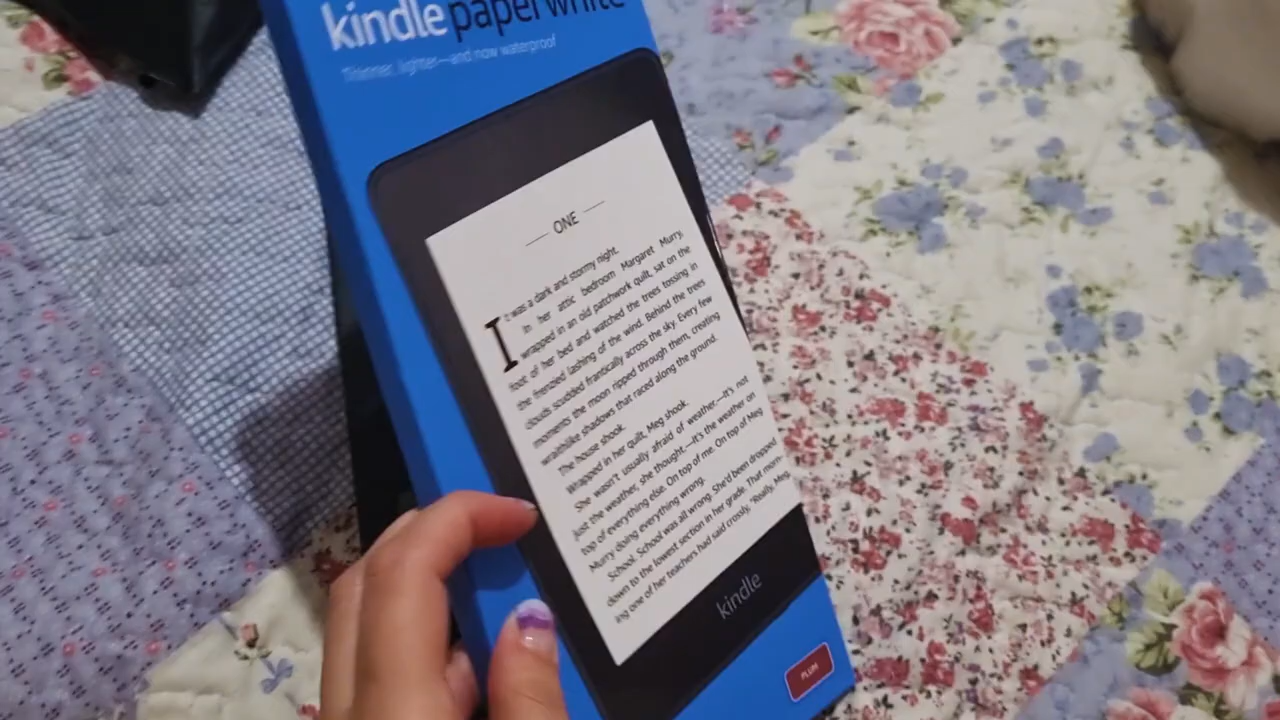 kindle paperwhite
Thinner, lighter—and now waterproof
ONE
It was a dark and stormy night.
In her attic bedroom Margaret Murry,
wrapped in an old patchwork quilt, sat on the
foot of her bed and watched the trees tossing in
the frenzied lashing of the wind. Behind the trees
clouds scudded frantically across the sky. Every few
moments the moon ripped through them, creating
wraithlike shadows that raced along the ground.
The house shook.
Wrapped in her quilt, Meg shook.
She wasn't usually afraid of weather.—It's not
just the weather, she thought.—It's the weather on
top of everything else. On top of me. On top of Meg
Murry doing everything wrong.
School. School was all wrong. She'd been dropped
down to the lowest section in her grade. That morn-
ing one of her teachers had said crossly, "Really, Meg,
kindle
PLUM